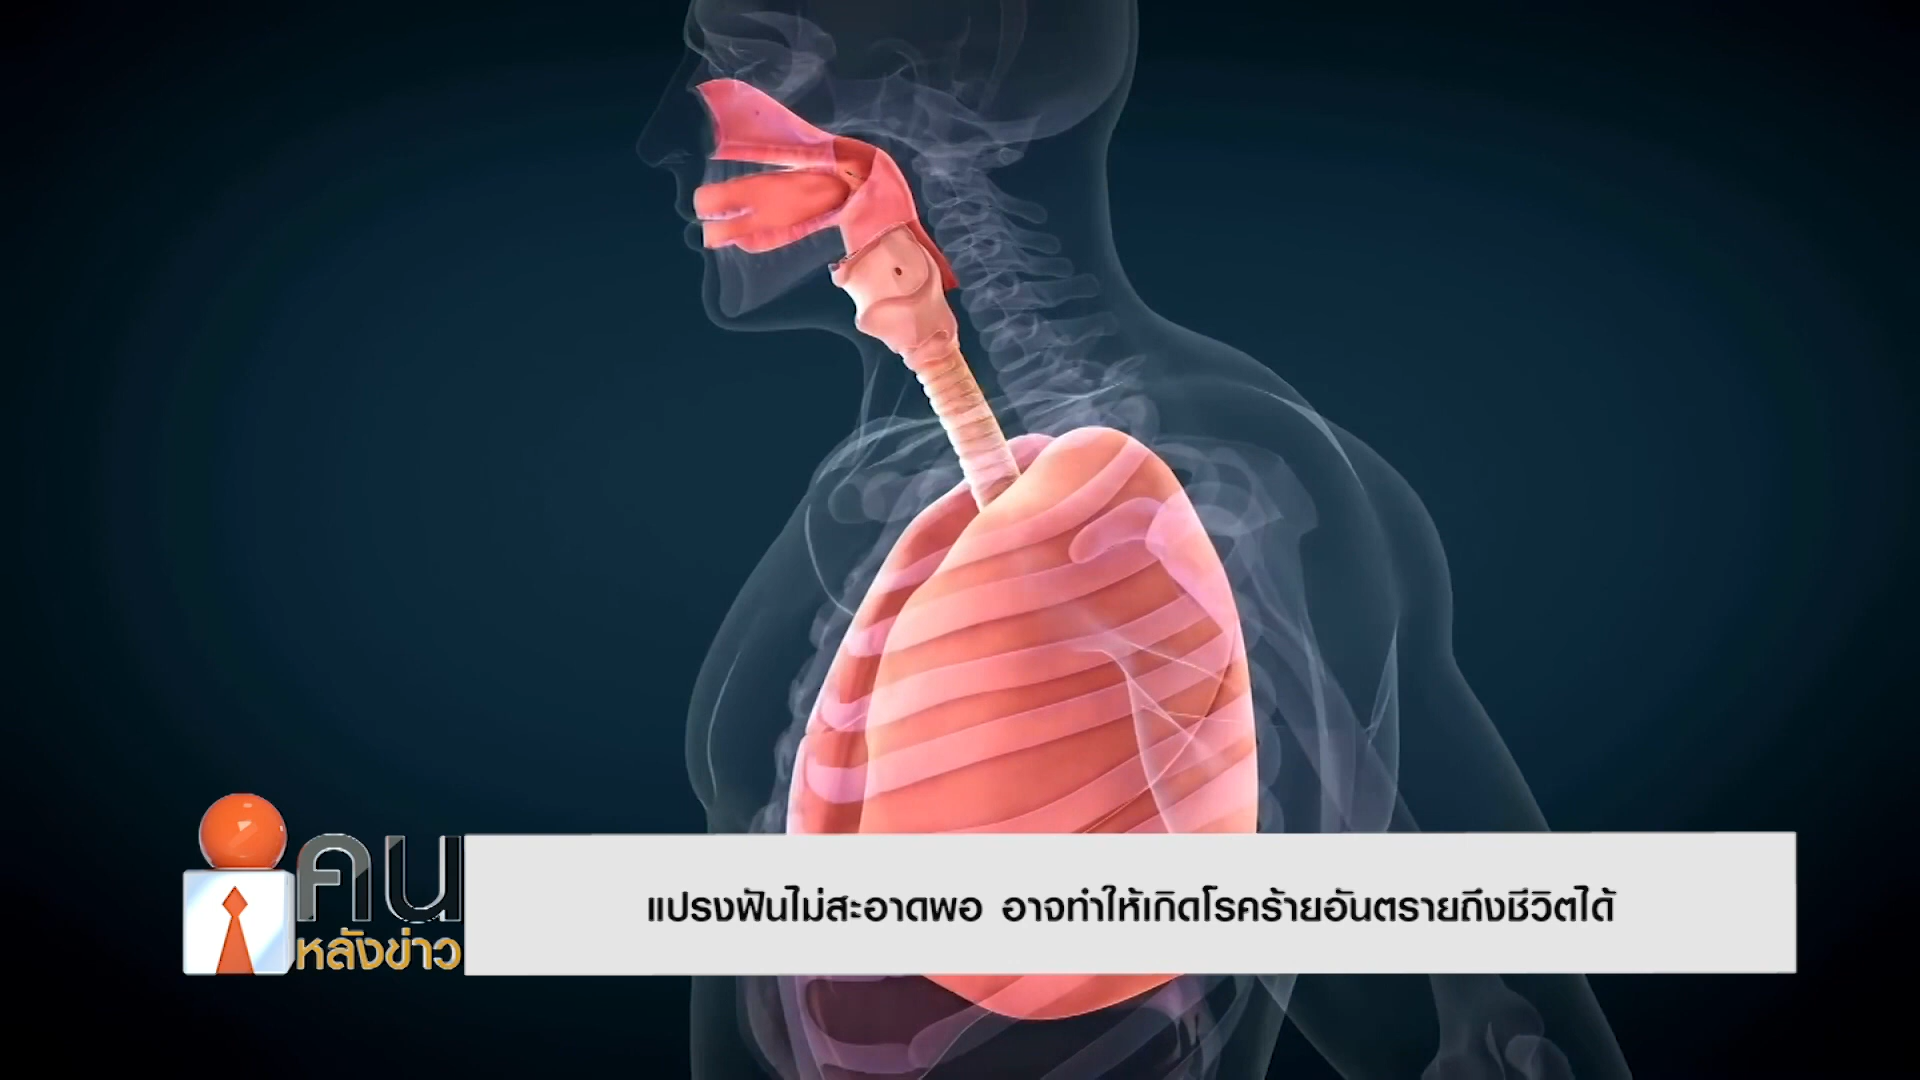 คน
หลังข่าว
แปรงฟันไม่สะอาดพอ อาจทำให้เกิดโรคร้ายอันตรายถึงชีวิตได้